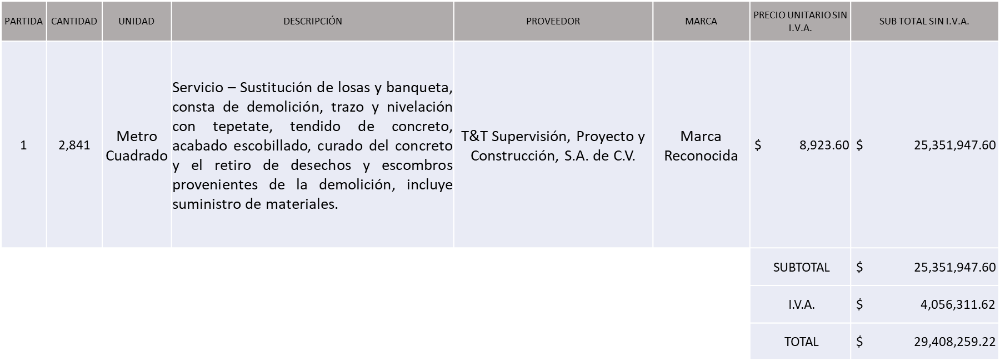 PARTIDA CANTIDAD UNIDAD DESCRIPCIÓN PROVEEDOR MARCA PRECIO UNITARIO SIN I.V.A. SUB TOTAL SIN I.V.A.
1
2,841
Metro
Cuadrado
Servicio – Sustitución de losas y banqueta,
consta de demolición, trazo y nivelación
con tepetate, tendido de concreto,
acabado escobillado, curado del concreto
y el retiro de desechos y escombros
provenientes de la demolición, incluye
suministro de materiales.
T&T Supervisión, Proyecto y
Construcción, S.A. de C.V.
Marca
Reconocida
$ 8,923.60
$ 25,351,947.60
SUBTOTAL $ 25,351,947.60
I.V.A. $ 4,056,311.62
TOTAL $ 29,408,259.22